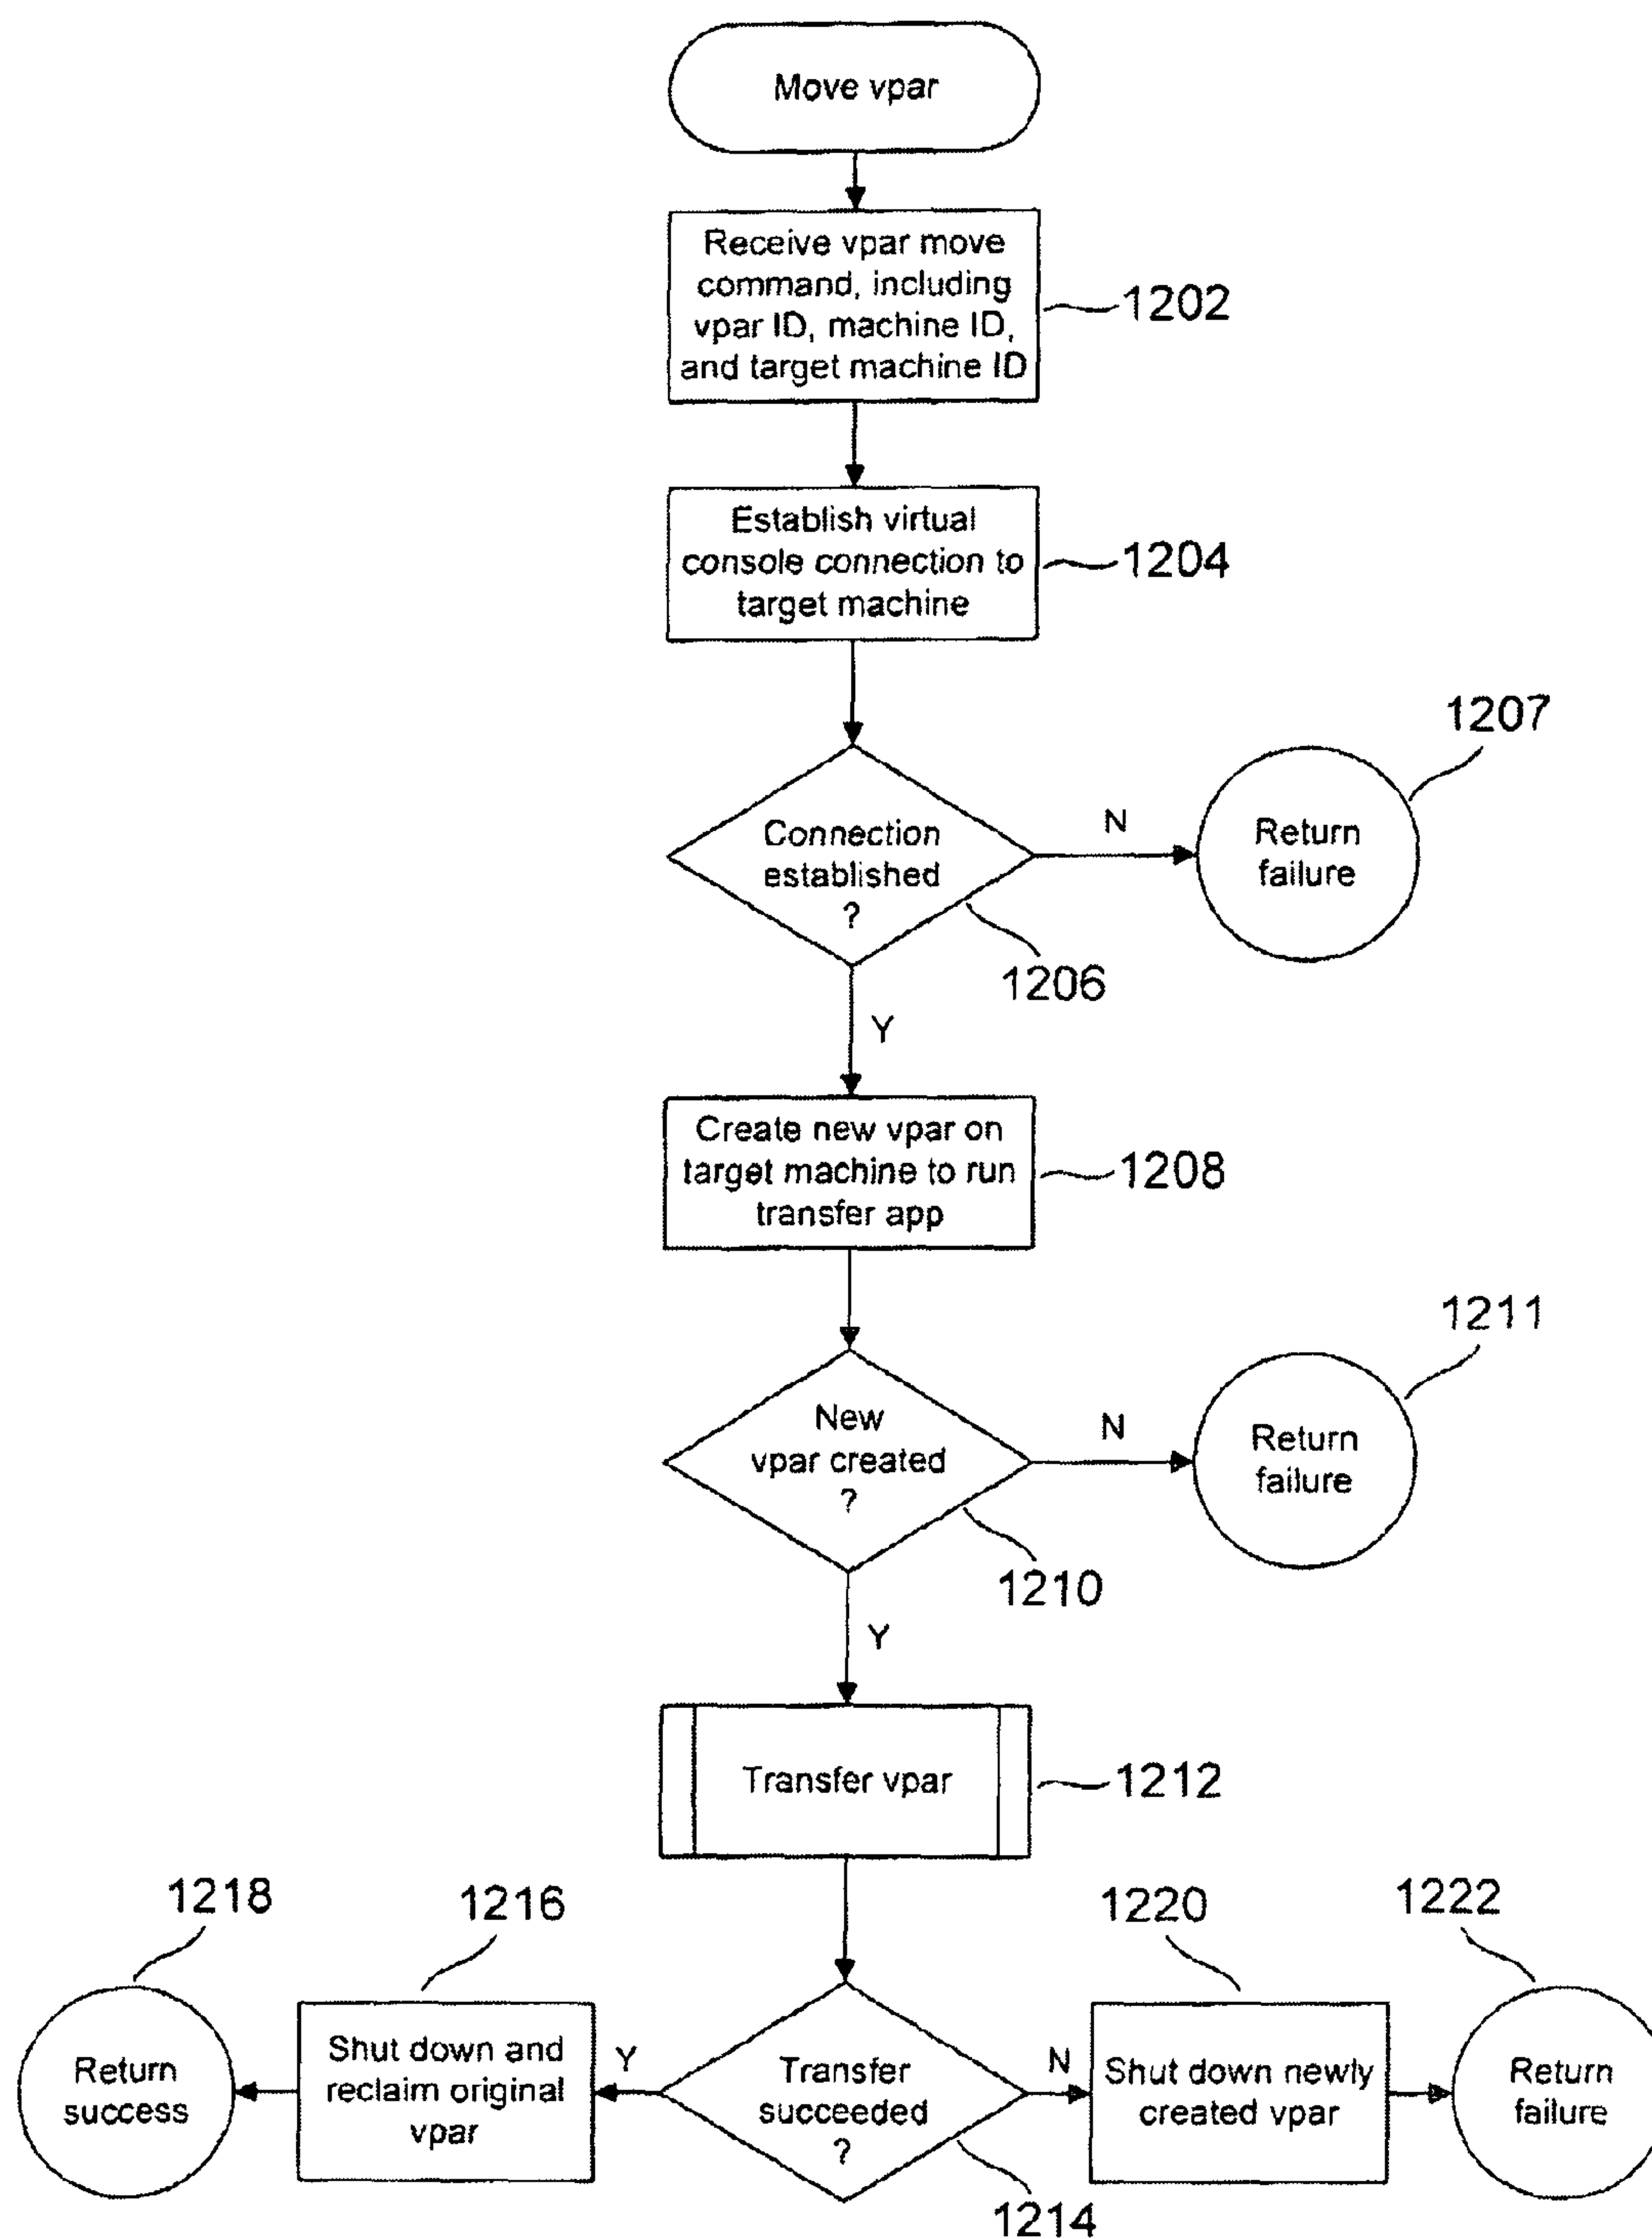 Move vpar
Receive vpar move
command, including
vpar ID, machine ID,
and target machine ID
1202
Establish virtual
console connection to
target machine
1204
1207
Connection
established
?
N
Return
failure
1206
Y
Create new vpar on
target machine to run
transfer app
1208
1211
New
vpar created
?
N
Return
failure
1210
Y
Transfer vpar
1212
1218
1216
1220
1222
Return
success
Shut down and
reclaim original
vpar
Y
Transfer
succeeded
?
N
Shut down newly
created vpar
Return
failure
1214